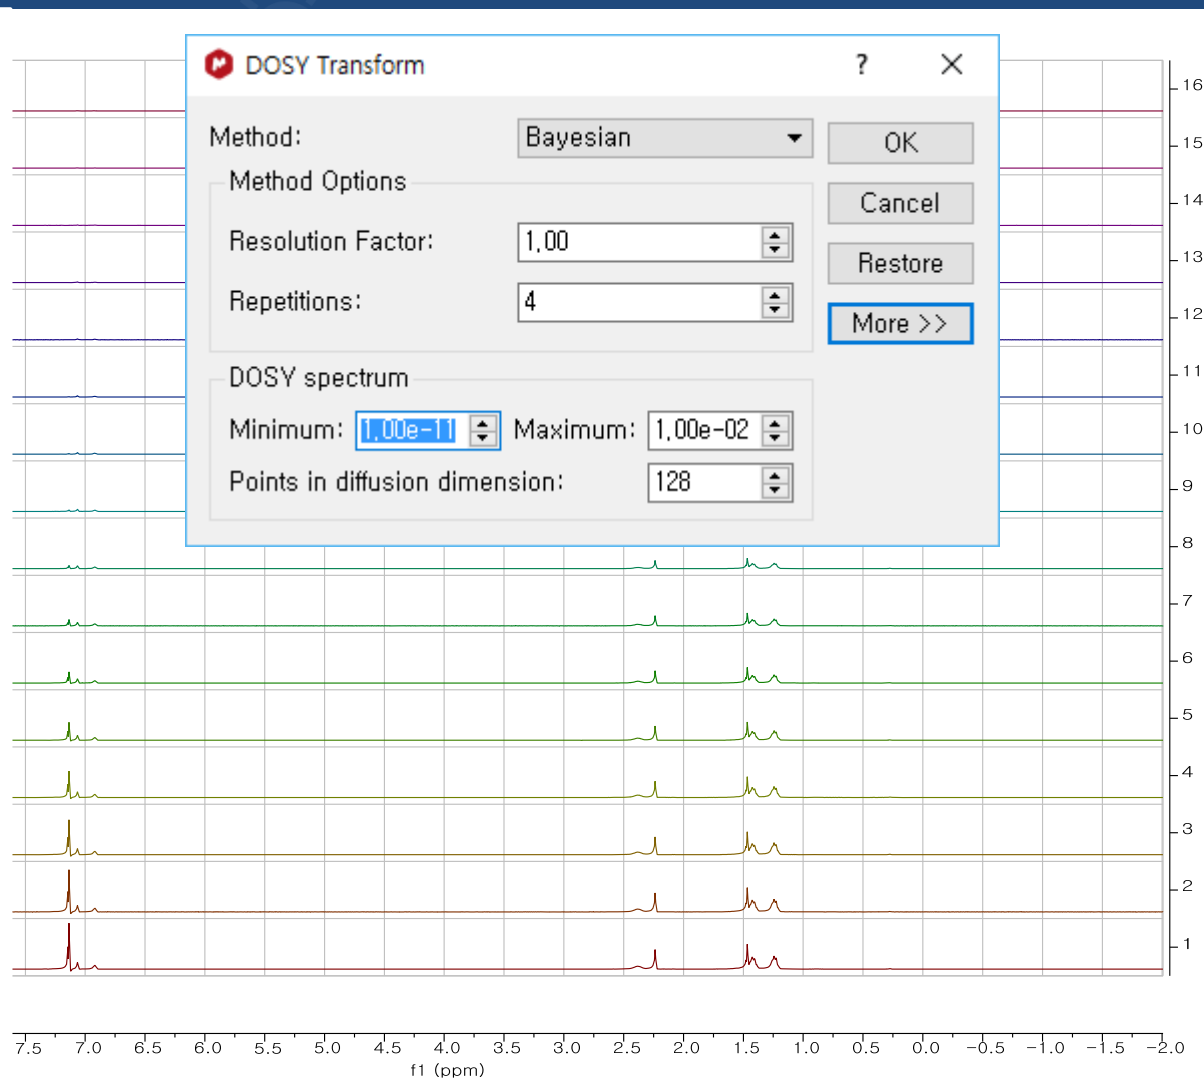 DOSY Transform ? ×
Method: Bayesian OK
Method Options
Cancel
Resolution Factor: 1,00
Restore
Repetitions: 4
More >>
DOSY spectrum
Minimum: 1,00e-11 Maximum: 1,00e-02
Points in diffusion dimension: 128
16
15
14
13
12
11
10
9
8
7
6
5
4
3
2
1
7.5 7.0 6.5 6.0 5.5 5.0 4.5 4.0 3.5 3.0 2.5 2.0 1.5 1.0 0.5 0.0 -0.5 -1.0 -1.5 -2.0
f1 (ppm)